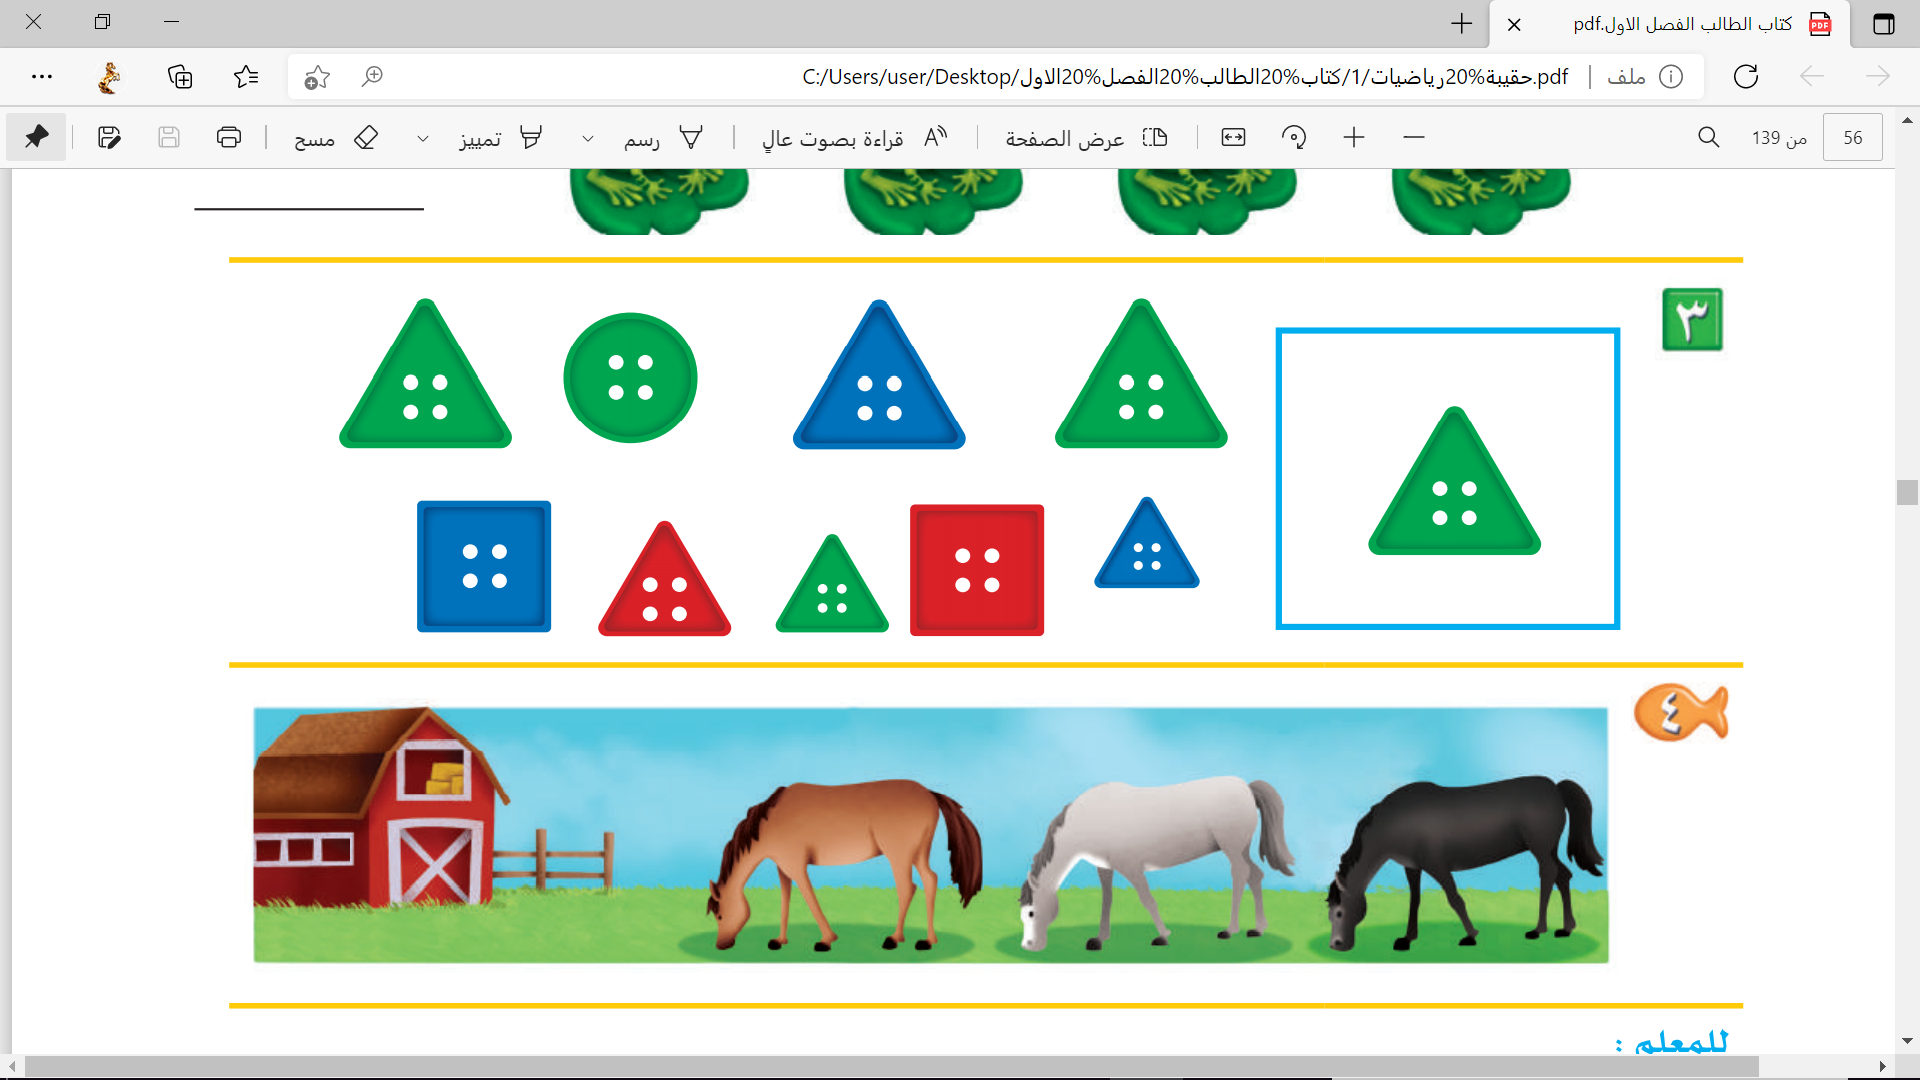 كتاب الطالب الفصل الاول.pdf
ملف
C:/Users/user/Desktop/حقيبة%20رياضيات/1/كتاب%20الطالب%20الفصل%20الاول.pdf
56
من 139
عرض الصفحة
قراءة بصوت عالٍ
رسم
تمييز
مسح
٣
٤
للمعلم :